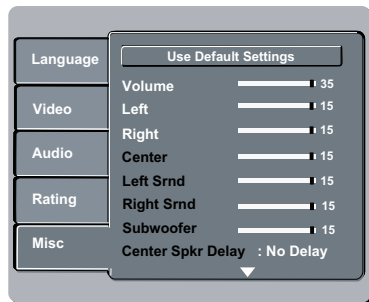 Language
Video
Audio
Rating
Misc
Use Default Settings
Volume 35
Left 15
Right 15
Center 15
Left Srnd 15
Right Srnd 15
Subwoofer 15
Center Spkr Delay : No Delay